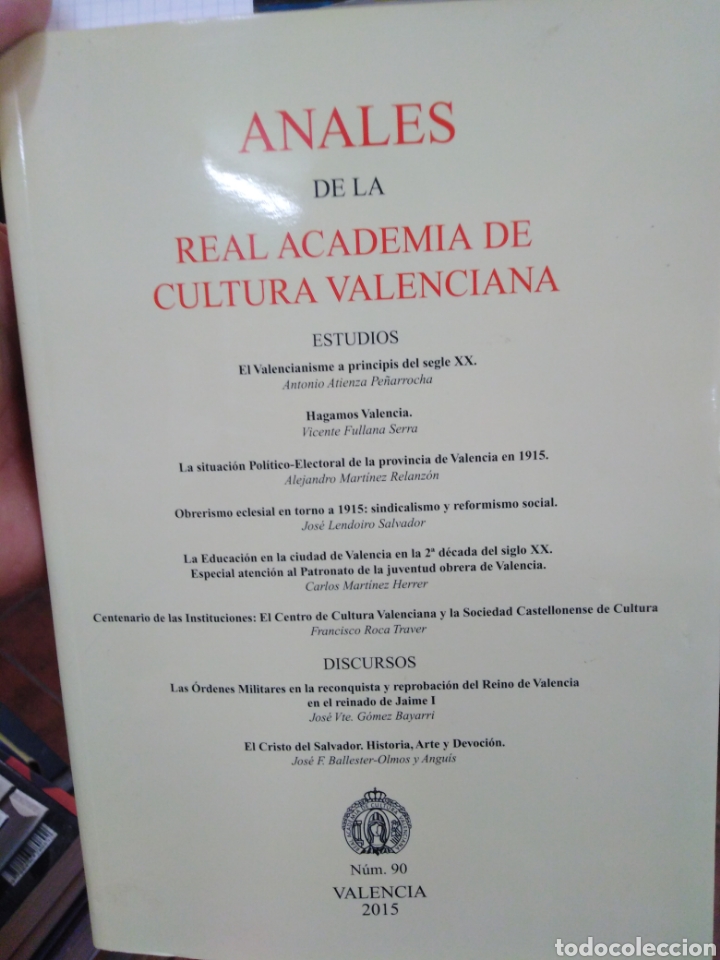 ANALES
DE LA
REAL ACADEMIA DE
CULTURA VALENCIANA
ESTUDIOS
El Valencianisme a principis del segle XX.
Antonio Atienza Peñarrocha
Hagamos Valencia.
Vicente Fullana Serra
La situación Político-Electoral de la provincia de Valencia en 1915.
Alejandro Martínez Relanzón
Obrerismo eclesial en torno a 1915: sindicalismo y reformismo social.
José Lendoiro Salvador
La Educación en la ciudad de Valencia en la 2ª década del siglo XX.
Especial atención al Patronato de la juventud obrera de Valencia.
Carlos Martínez Herrer
Centenario de las Instituciones: El Centro de Cultura Valenciana y la Sociedad Castellonense de Cultura
Francisco Roca Traver
DISCURSOS
Las Órdenes Militares en la reconquista y reprobación del Reino de Valencia
en el reinado de Jaime I
José Vte. Gómez Bayarri
El Cristo del Salvador. Historia, Arte y Devoción.
José F. Ballester-Olmos y Anguís
Núm. 90
VALENCIA
2015
todocoleccion